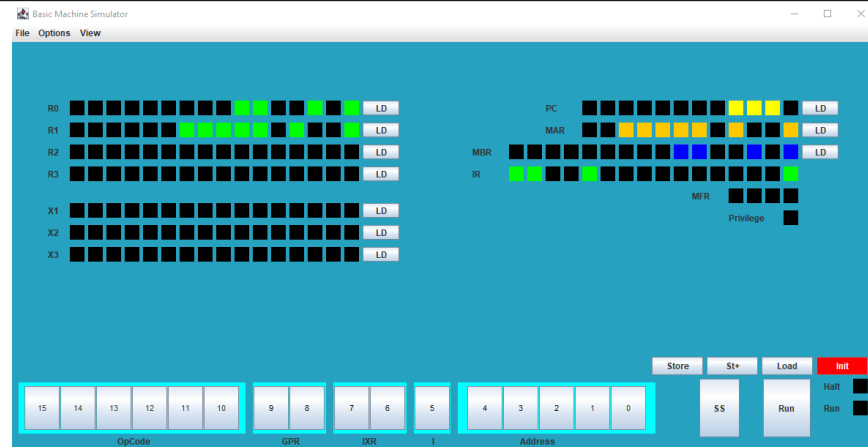 Basic Machine Simulator
File Options View
R0 LD PC LD
R1 LD MAR LD
R2 LD MBR LD
R3 LD IR
MFR
X1 LD Privilege
X2 LD
X3 LD
Store St+ Load Init
Halt
15 14 13 12 11 10 9 8 7 6 5 4 3 2 1 0 SS Run Run
OpCode GPR IXR I Address